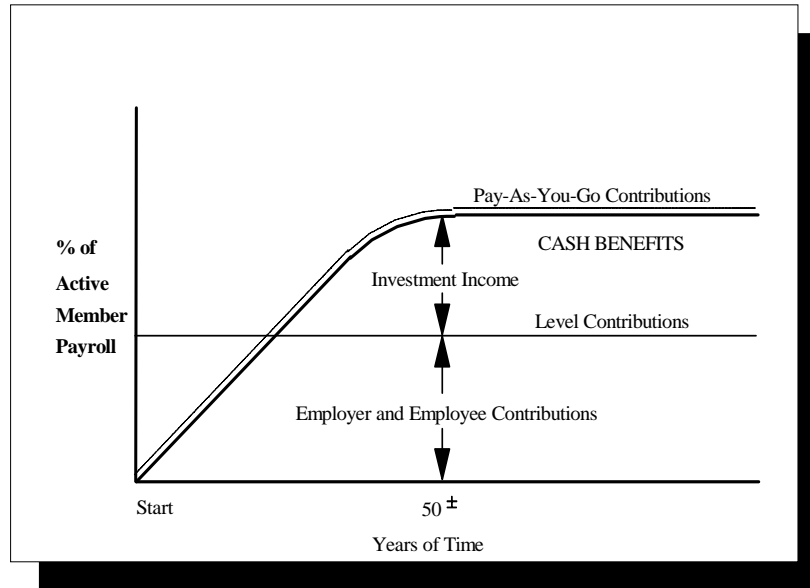 Pay-As-You-Go Contributions
CASH BENEFITS
% of
Active
Member
Payroll
Investment Income
Level Contributions
Employer and Employee Contributions
Start
50 ±
Years of Time